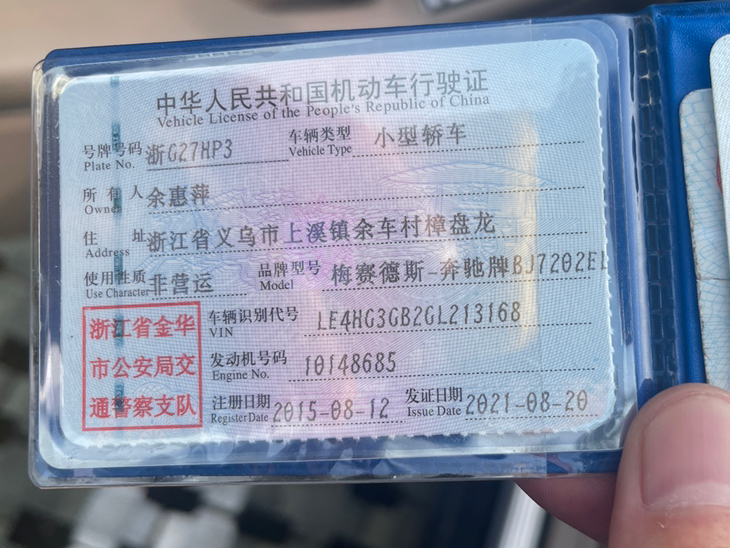 中华人民共和国机动车行驶证
Vehicle License of the People's Republic of China
号牌号码 浙G27HP3 车辆类型 小型轿车
Plate No. Vehicle Type
所有人 余惠萍
Owner
住址 浙江省义乌市上溪镇余车村樟盘龙
Address
使用性质 非营运 品牌型号 梅赛德斯-奔驰牌BJ7202EL
Use Character Model
浙江省金华
市公安局交
通警察支队
车辆识别代号 LE4HG3GB2GL213168
VIN
发动机号码 10148685
Engine No.
注册日期 2015-08-12 发证日期 2021-08-20
Register Date Issue Date